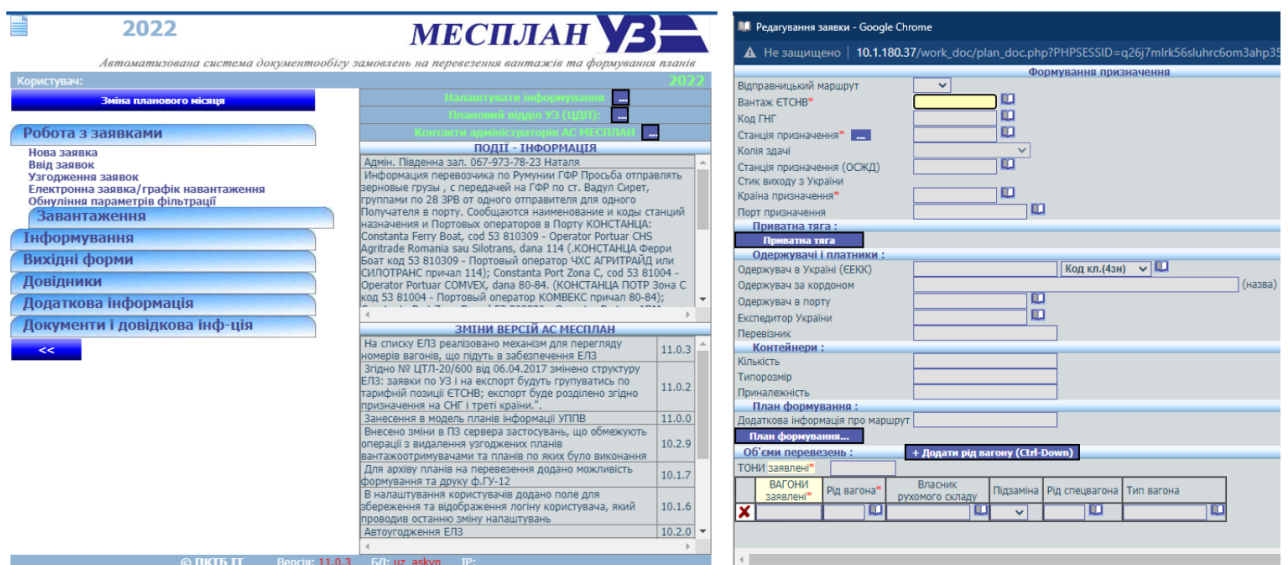 2022
МЕСПЛАН УЗ
Автоматизована система документообігу замовлень на перевезення вантажів та формування планів
Користувач:
2022
Зміна планового місяця
Робота з заявками
Нова заявка
Ввід заявок
Узгодження заявок
Електронна заявка/графік навантаження
Обнуління параметрів фільтрації
Завантаження
Інформування
Вихідні форми
Довідники
Додаткова інформація
Документи і довідкова інф-ція
<<
Налаштувати інформування ...
Плановий відділ УЗ (ЦДП): ...
Контакти адміністраторів АС МЕСПЛАН ...
ПОДІЇ - ІНФОРМАЦІЯ
Адмін. Південна зал. 067-973-78-23 Наталя
Информация перевозчика по Румунии ГФР Просьба отправлять
зерновые грузы , с передачей на ГФР по ст. Вадул Сирет,
группами по 28 ЗРВ от одного отправителя для одного
Получателя в порту. Сообщаются наименование и коды станций
назначения и Портовых операторов в Порту КОНСТАНЦА:
Constanta Ferry Boat, cod 53 810309 - Operator Portuar CHS
Agritrade Romania sau Silotrans, dana 114 (.КОНСТАНЦА Ферри
Боат код 53 810309 - Портовый оператор ЧХС АГРИТРАЙД или
СИЛОТРАНС причал 114); Constanta Port Zona C, cod 53 81004 -
Operator Portuar COMVEX, dana 80-84. (КОНСТАНЦА ПОТР Зона С
код 53 81004 - Портовый оператор КОМВЕКС причал 80-84);
ЗМІНИ ВЕРСІЙ АС МЕСПЛАН
На списку ЕЛЗ реалізовано механізм для перегляду
номерів вагонів, що підуть в забезпечення ЕЛЗ 11.0.3
Згідно № ЦТЛ-20/600 від 06.04.2017 змінено структуру
ЕЛЗ: заявки по УЗ і на експорт будуть групуватись по
тарифній позиції ЄТСНВ; експорт буде розділено згідно
призначення на СНГ і треті країни.". 11.0.2
Занесення в модель планів інформації УППВ 11.0.0
Внесено зміни в ПЗ сервера застосувань, що обмежують
операції з видалення узгоджених планів
вантажоотримувачами та планів по яких було виконання 10.2.9
Для архіву планів на перевезення додано можливість
формування та друку ф.ГУ-12 10.1.7
В налаштування користувачів додано поле для
збереження та відображення логіну користувача, який
проводив останню зміну налаштувань 10.1.6
Автоугодження ЕЛЗ 10.2.0
© ПКТБ ІТ Версія: 11.0.3 БД: uz_askvp IP:
Редагування заявки - Google Chrome
Не защищено | 10.1.180.37/work_doc/plan_doc.php?PHPSESSID=q26j7mlrk56sluhrc6om3ahp35
Формування призначення
Відправницький маршрут
Вантаж ЄТСНВ*
Код ГНГ
Станція призначення* ...
Колія здачі
Станція призначення (ОСЖД)
Стик виходу з України
Країна призначення*
Порт призначення
Приватна тяга :
Приватна тяга
Одержувачі і платники :
Одержувач в Україні (ЄЕКК) Код кл.(4зн)
Одержувач за кордоном (назва)
Одержувач в порту
Експедитор України
Перевізник
Контейнери :
Кількість
Типорозмір
Приналежність
План формування :
Додаткова інформація про маршрут
План формування...
Об'єми перевезень : + Додати рід вагону (Ctrl-Down)
ТОНИ заявлені*
ВАГОНИ заявлені* Рід вагона* Власник рухомого складу Підзаміна Рід спецвагона Тип вагона